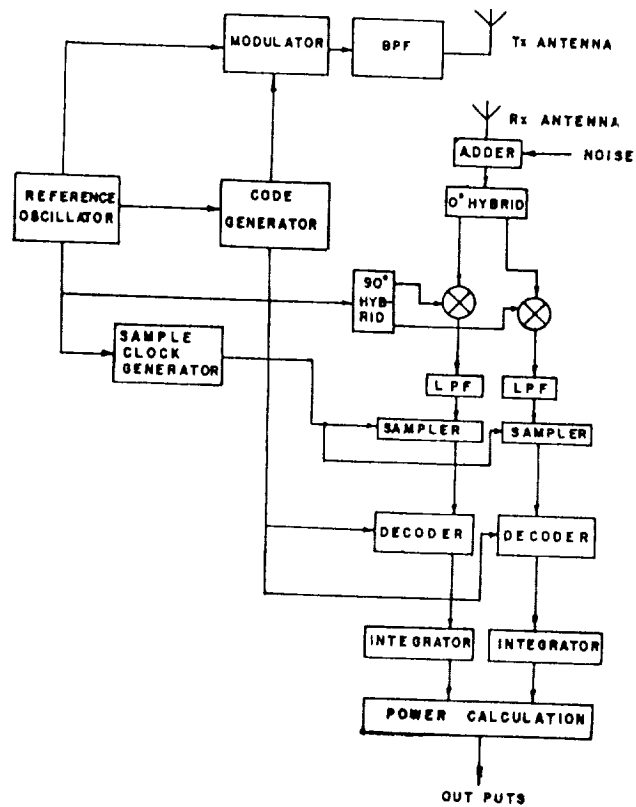 MODULATOR
BPF
Tx ANTENNA
Rx ANTENNA
ADDER
NOISE
REFERENCE
OSCILLATOR
CODE
GENERATOR
0° HYBRID
90°
HYB
RID
SAMPLE
CLOCK
GENERATOR
LPF
LPF
SAMPLER
SAMPLER
DECODER
DECODER
INTEGRATOR
INTEGRATOR
POWER CALCULATION
OUT PUTS